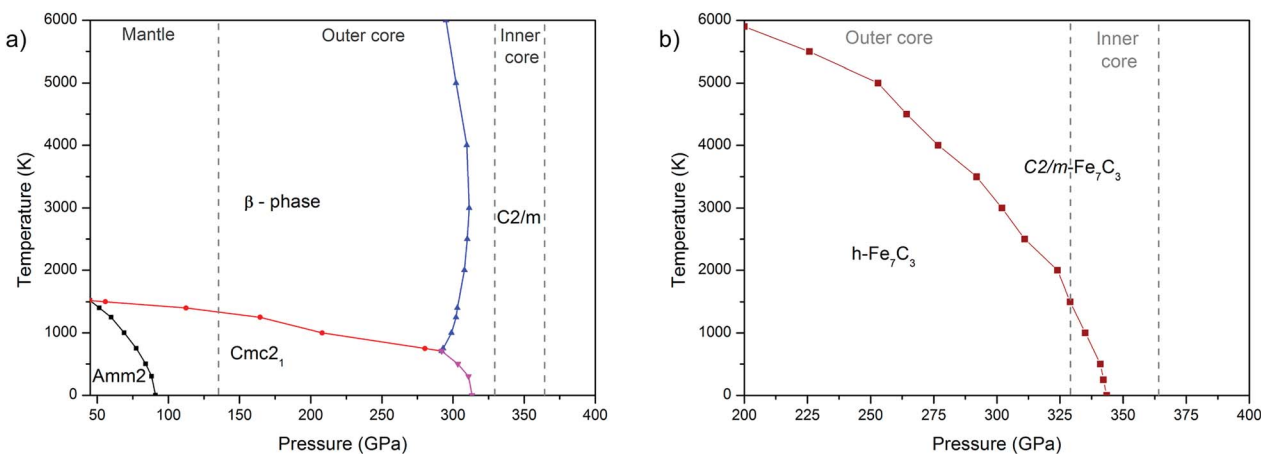 a)
Mantle
Outer core
Inner
core
6000
5000
4000
3000
2000
1000
0
Temperature (K)
β - phase
C2/m
Cmc2₁
Amm2
50
100
150
200
250
300
350
400
Pressure (GPa)
b)
Outer core
Inner
core
6000
5000
4000
3000
2000
1000
0
Temperature (K)
C2/m-Fe₇C₃
h-Fe₇C₃
200
225
250
275
300
325
350
375
400
Pressure (GPa)